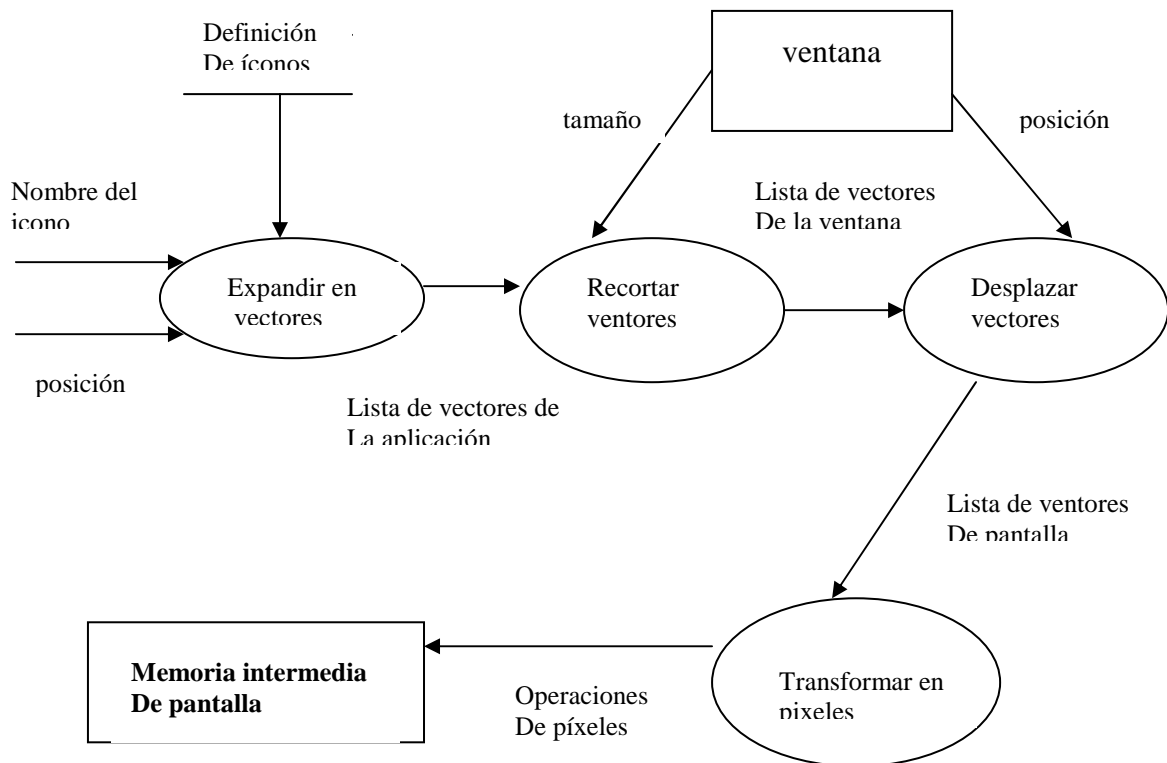 Definición
De íconos
ventana
tamaño
posición
Nombre del
icono
Lista de vectores
De la ventana
Expandir en
vectores
Recortar
ventores
Desplazar
vectores
posición
Lista de vectores de
La aplicación
Lista de ventores
De pantalla
Memoria intermedia
De pantalla
Operaciones
De píxeles
Transformar en
pixeles